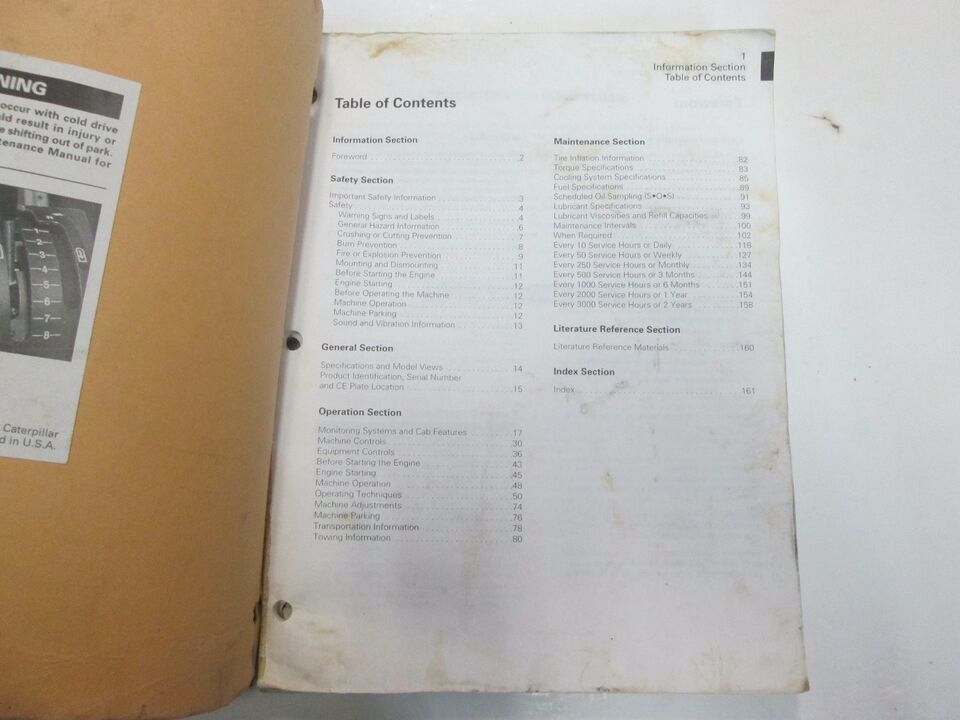 NING
occur with cold drive
ld result in injury or
e shifting out of park.
tenance Manual for
1
2
3
4
5
6
7
8
Caterpillar
d in U.S.A.
1
Information Section
Table of Contents
Table of Contents
Information Section
Foreword 2
Safety Section
Important Safety Information 3
Safety 4
Warning Signs and Labels 4
General Hazard Information 6
Crushing or Cutting Prevention 7
Burn Prevention 8
Fire or Explosion Prevention 9
Mounting and Dismounting 11
Before Starting the Engine 11
Engine Starting 12
Before Operating the Machine 12
Machine Operation 12
Machine Parking 12
Sound and Vibration Information 13
General Section
Specifications and Model Views 14
Product Identification, Serial Number
and CE Plate Location 15
Operation Section
Monitoring Systems and Cab Features 17
Machine Controls 30
Equipment Controls 36
Before Starting the Engine 43
Engine Starting 45
Machine Operation 48
Operating Techniques 50
Machine Adjustments 74
Machine Parking 76
Transportation Information 78
Towing Information 80
Maintenance Section
Tire Inflation Information 82
Torque Specifications 83
Cooling System Specifications 85
Fuel Specifications 89
Scheduled Oil Sampling (S•O•S) 91
Lubricant Specifications 93
Lubricant Viscosities and Refill Capacities 99
Maintenance Intervals 100
When Required 102
Every 10 Service Hours or Daily 118
Every 50 Service Hours or Weekly 127
Every 250 Service Hours or Monthly 134
Every 500 Service Hours or 3 Months 144
Every 1000 Service Hours or 6 Months 151
Every 2000 Service Hours or 1 Year 154
Every 3000 Service Hours or 2 Years 158
Literature Reference Section
Literature Reference Materials 160
Index Section
Index 161